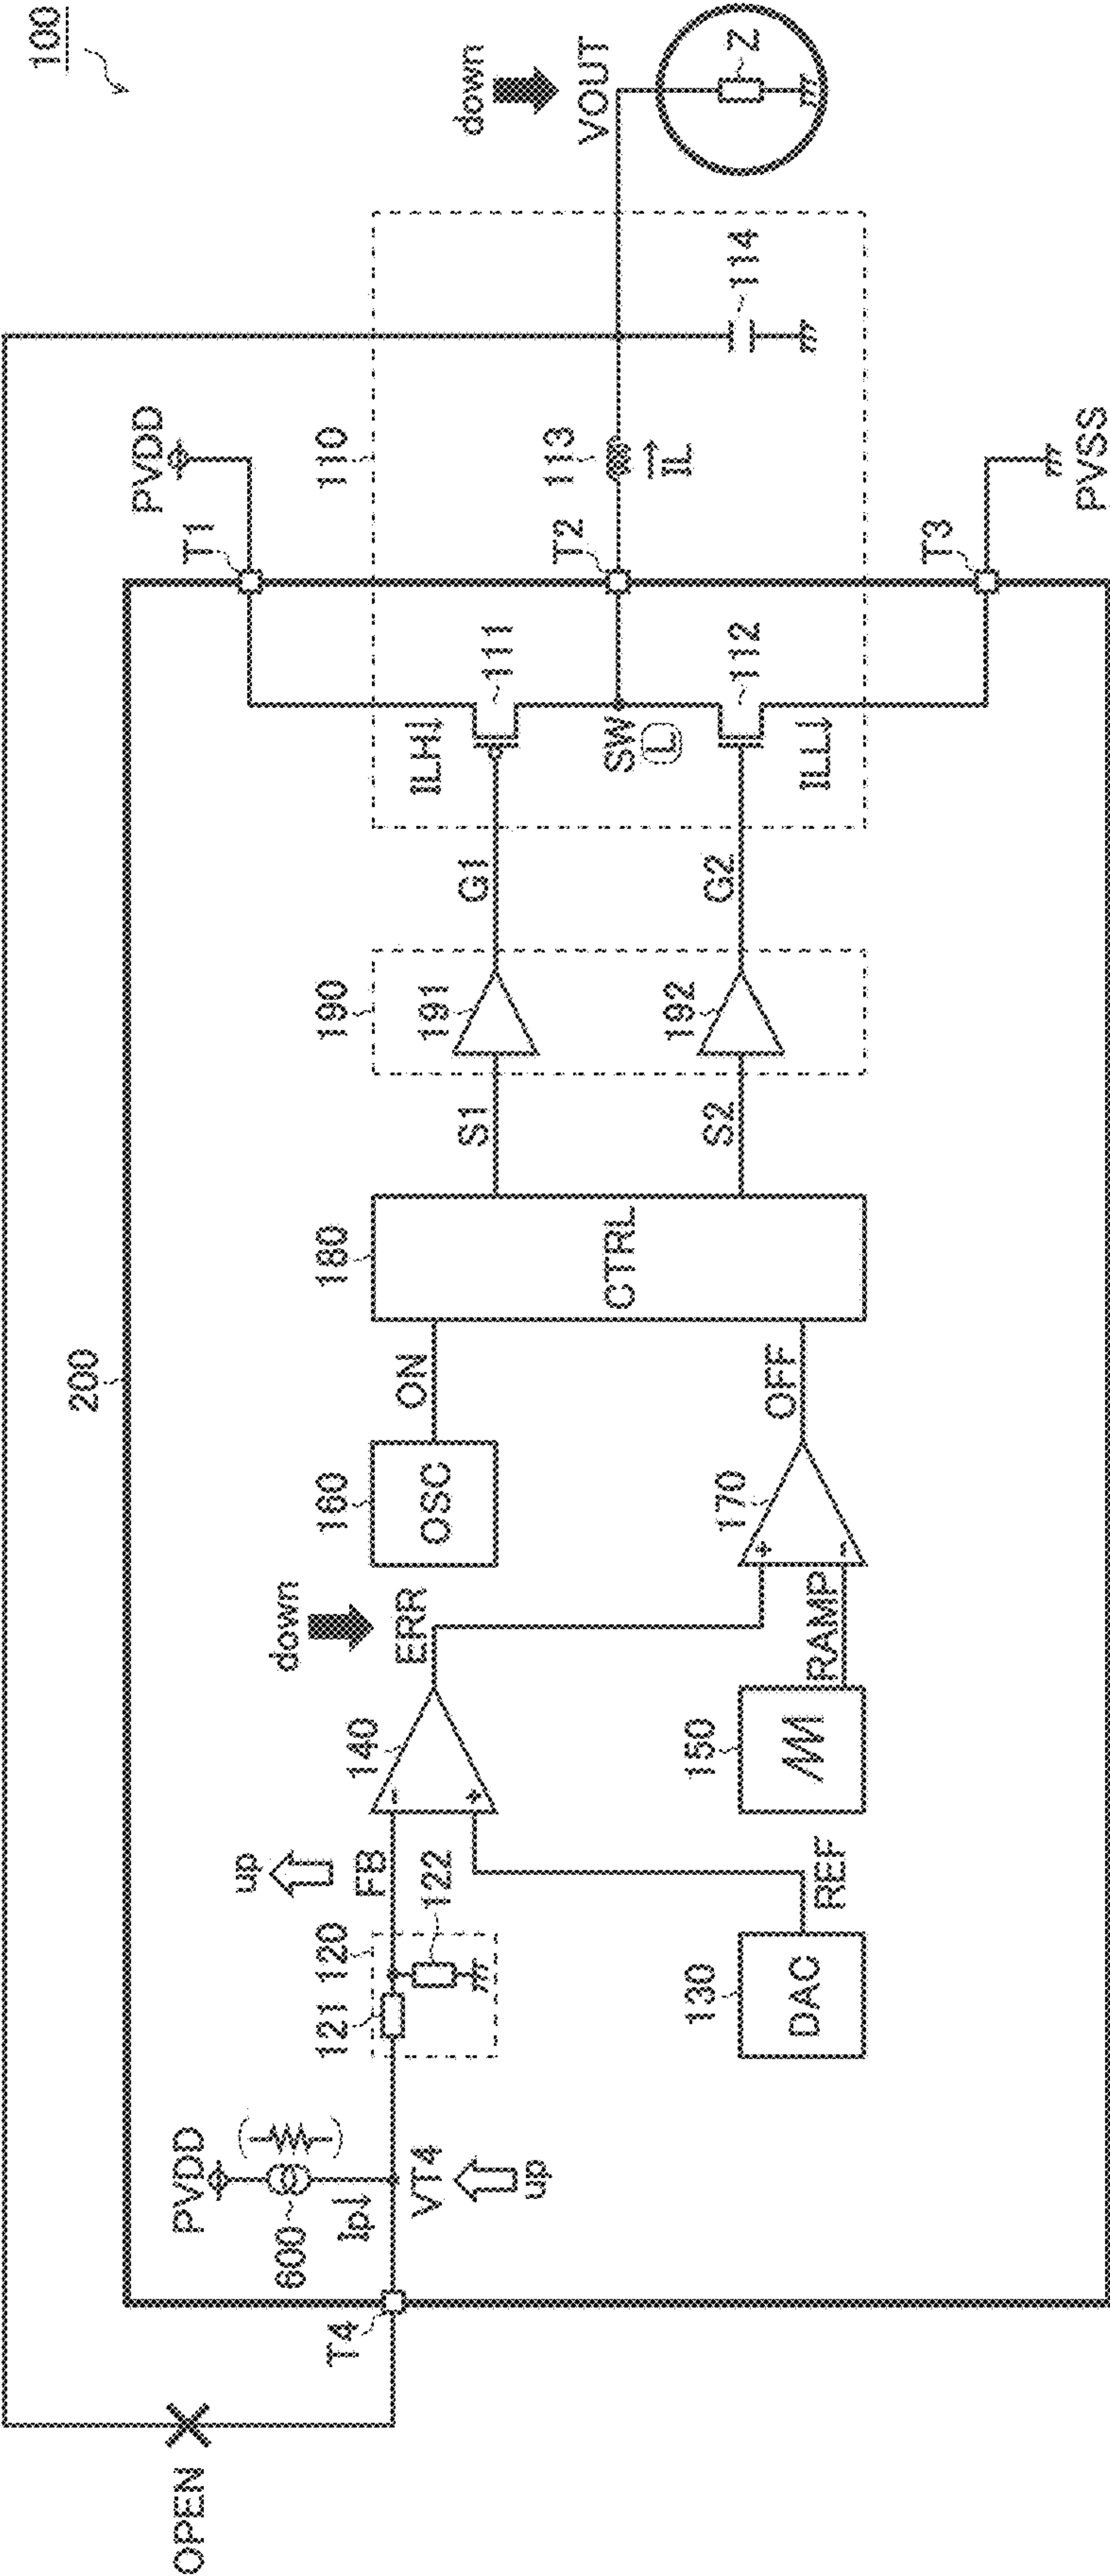 100
down
VOUT
Z
114
PVDD
110
113
IL
PVSS
T1
T2
T3
111
112
ILH
SW
L
ILL
G1
G2
190
191
192
S1
S2
180
CTRL
200
ON
OFF
160
OSC
170
down
ERR
RAMP
140
150
up
FB
122
REF
120
121
130
DAC
PVDD
600
Ip
VT4
up
T4
OPEN